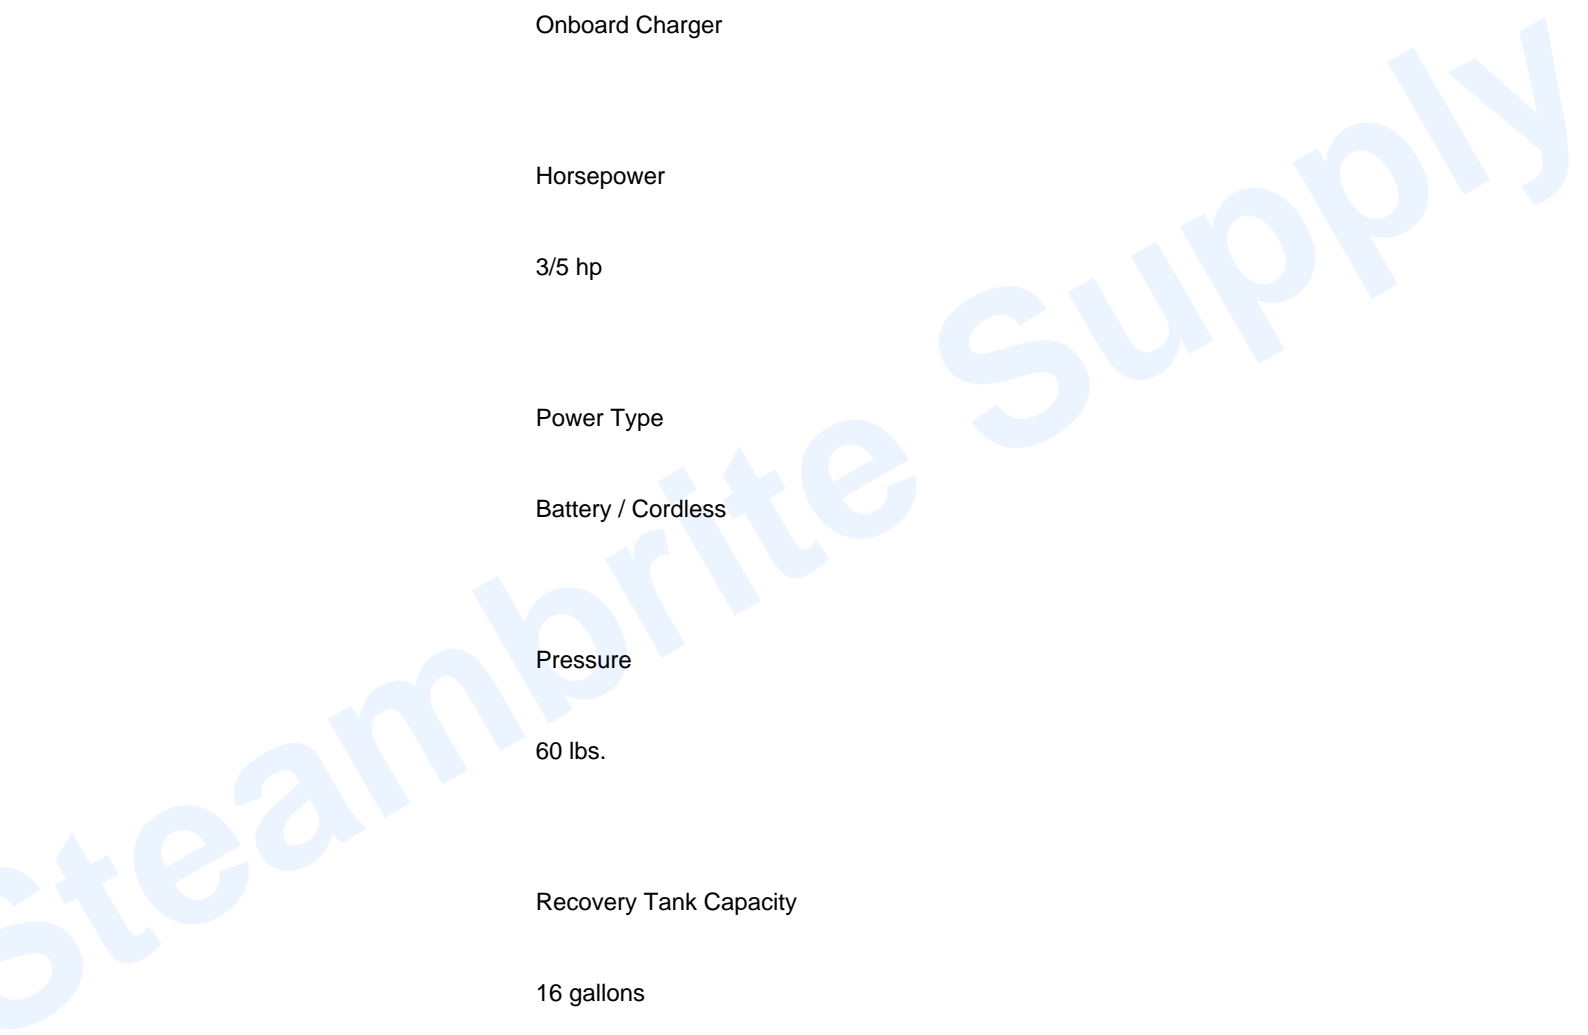 Onboard Charger
Horsepower
3/5 hp
Power Type
Battery / Cordless
Pressure
60 lbs.
Recovery Tank Capacity
16 gallons
Steambrite Supply